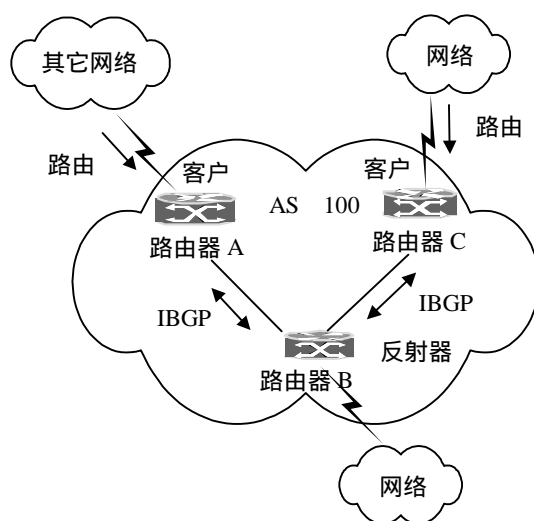 其它网络
网络
路由
路由
客户
客户
AS 100
路由器 A
路由器 C
IBGP
IBGP
反射器
路由器 B
网络